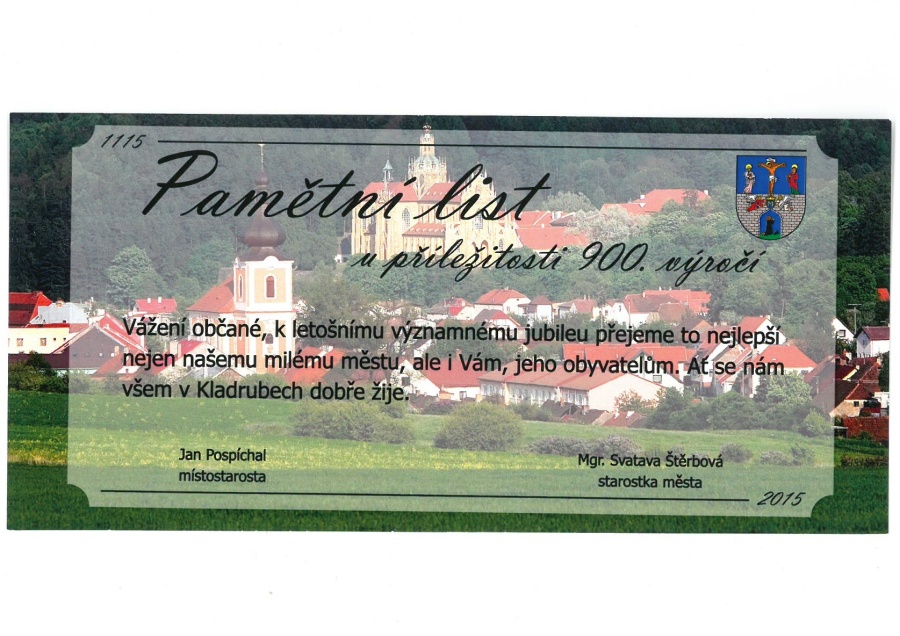 1115
Pamětní list
u příležitosti 900. výročí
Vážení občané, k letošnímu významnému jubileu přejeme to nejlepší
nejen našemu milému městu, ale i Vám, jeho obyvatelům. Ať se nám
všem v Kladrubech dobře žije.
Jan Pospíchal
místostarosta
Mgr. Svatava Štěrbová
starostka města
2015